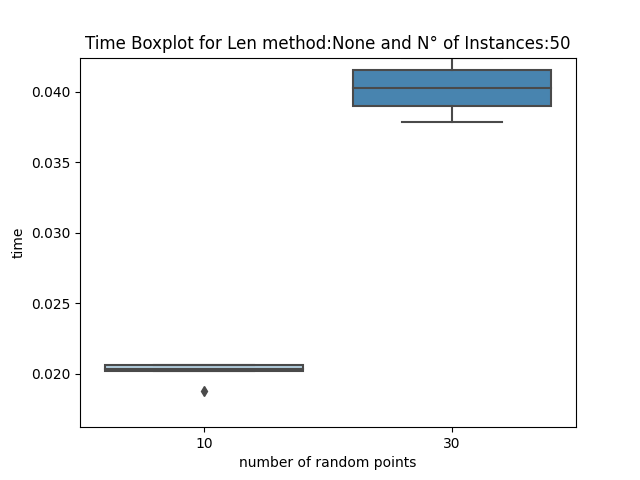 Time Boxplot for Len method:None and N° of Instances:50
0.040
0.035
0.030
0.025
0.020
time
10 30
number of random points